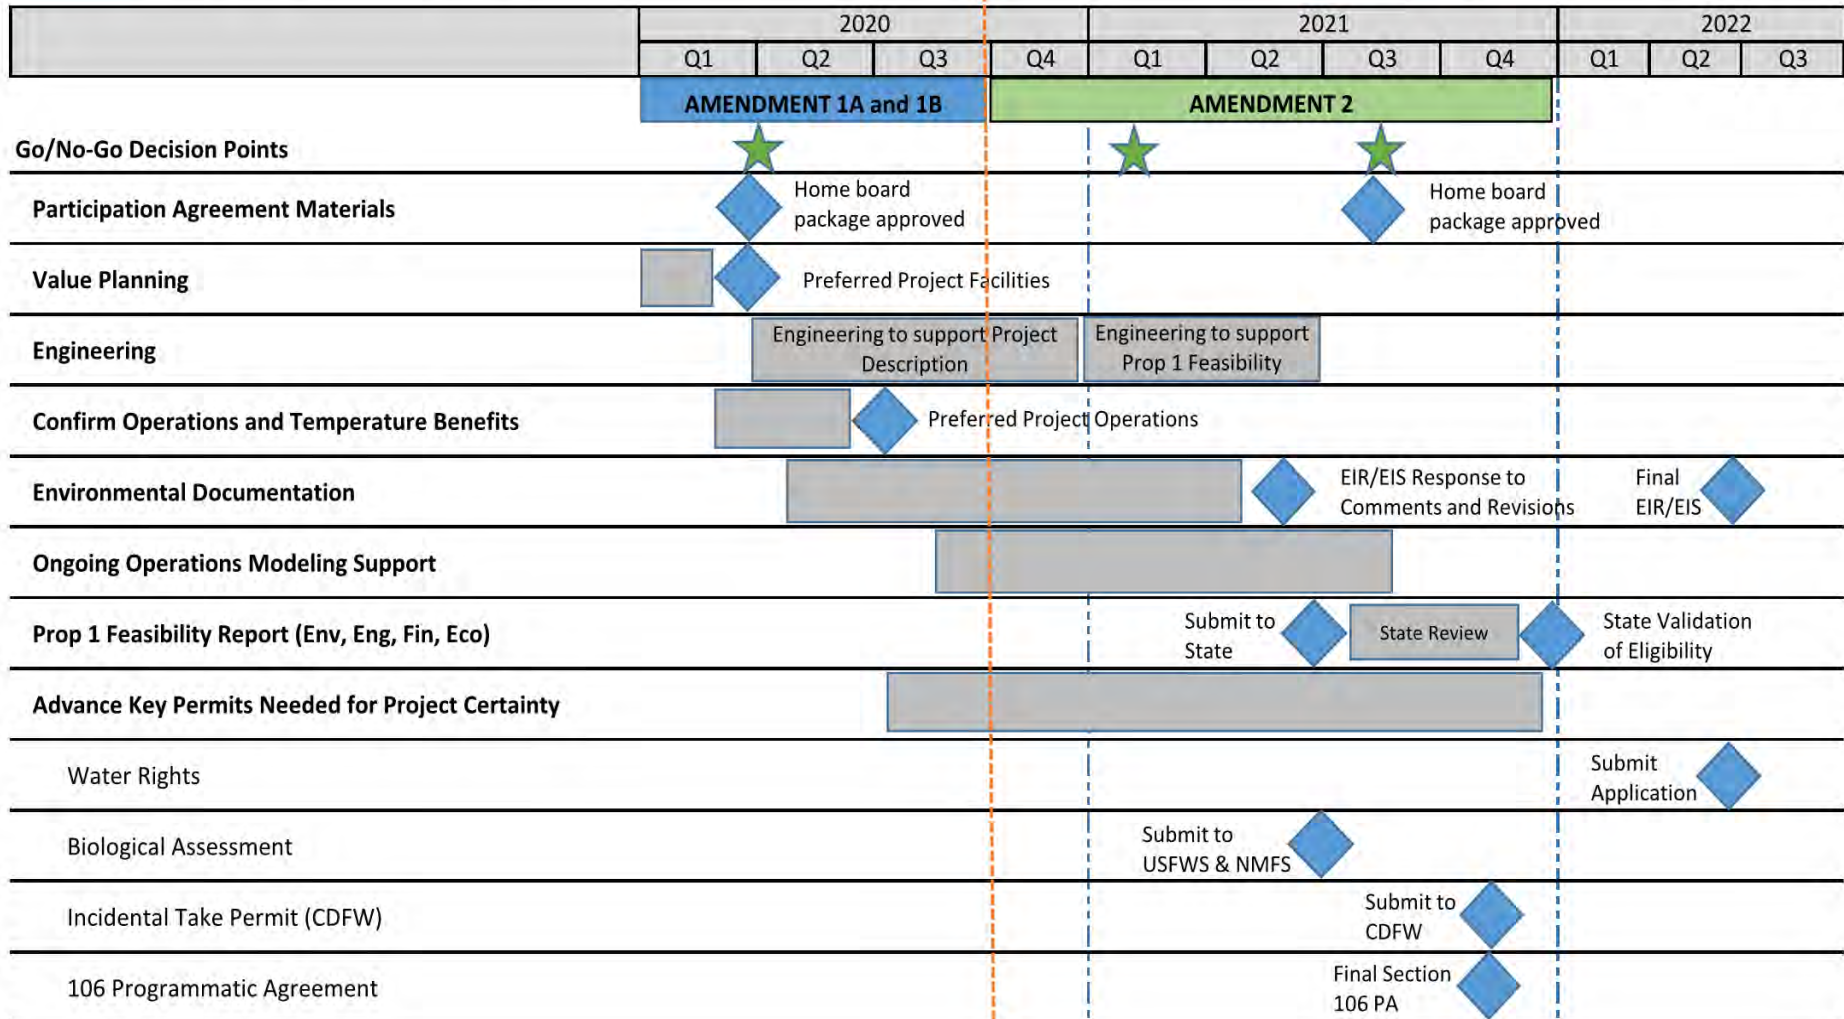 2020 2021 2022
Q1 Q2 Q3 Q4 Q1 Q2 Q3 Q4 Q1 Q2 Q3
AMENDMENT 1A and 1B AMENDMENT 2
Go/No-Go Decision Points
Participation Agreement Materials
Home board
package approved
Home board
package approved
Value Planning
Preferred Project Facilities
Engineering
Engineering to support Project
Description
Engineering to support
Prop 1 Feasibility
Confirm Operations and Temperature Benefits
Preferred Project Operations
Environmental Documentation
EIR/EIS Response to
Comments and Revisions
Final
EIR/EIS
Ongoing Operations Modeling Support
Prop 1 Feasibility Report (Env, Eng, Fin, Eco)
Submit to
State
State Review
State Validation
of Eligibility
Advance Key Permits Needed for Project Certainty
Water Rights
Submit
Application
Biological Assessment
Submit to
USFWS & NMFS
Incidental Take Permit (CDFW)
Submit to
CDFW
106 Programmatic Agreement
Final Section
106 PA